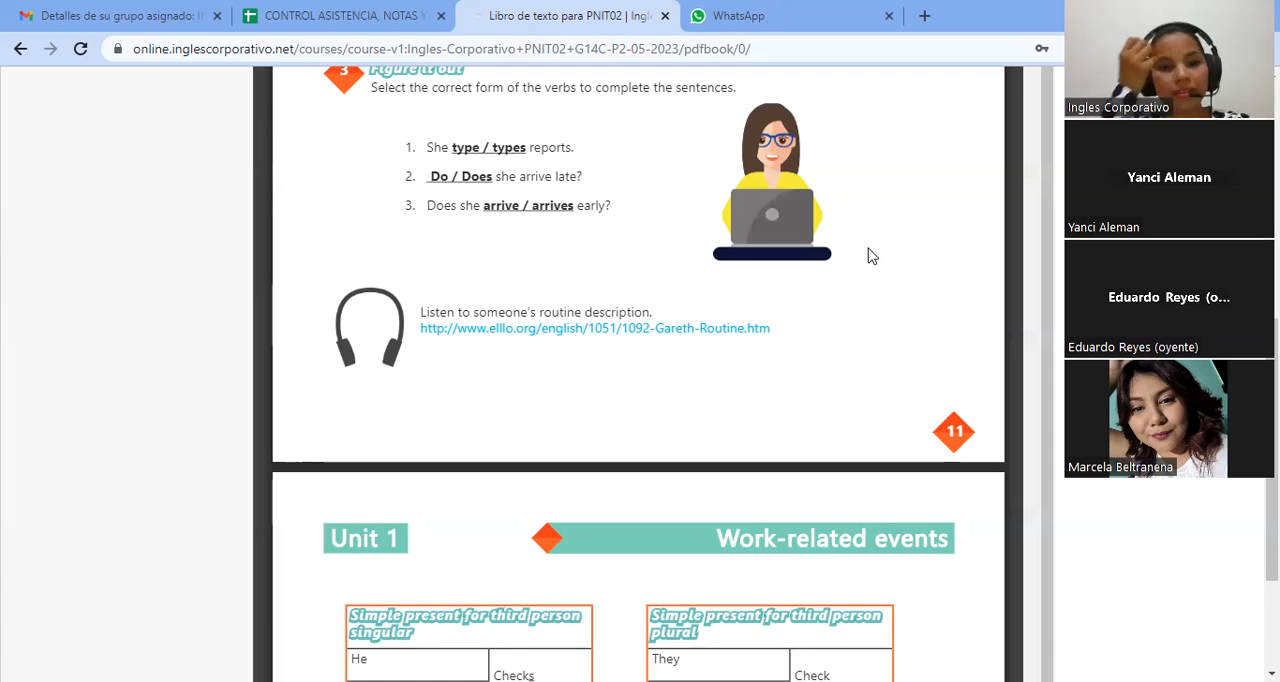 Detalles de su grupo asignado: I
CONTROL ASISTENCIA, NOTAS Y
Libro de texto para PNIT02 | Ingle
WhatsApp
online.inglescorporativo.net/courses/course-v1:Ingles-Corporativo+PNIT02+G14C-P2-05-2023/pdfbook/0/
3 Figure it out
Select the correct form of the verbs to complete the sentences.
1. She type / types reports.
2. Do / Does she arrive late?
3. Does she arrive / arrives early?
Listen to someone's routine description.
http://www.elllo.org/english/1051/1092-Gareth-Routine.htm
11
Unit 1
Work-related events
Simple present for third person
singular
He
Checks
Simple present for third person
plural
They
Check
Ingles Corporativo
Yanci Aleman
Yanci Aleman
Eduardo Reyes (o...
Eduardo Reyes (oyente)
Marcela Beltranena